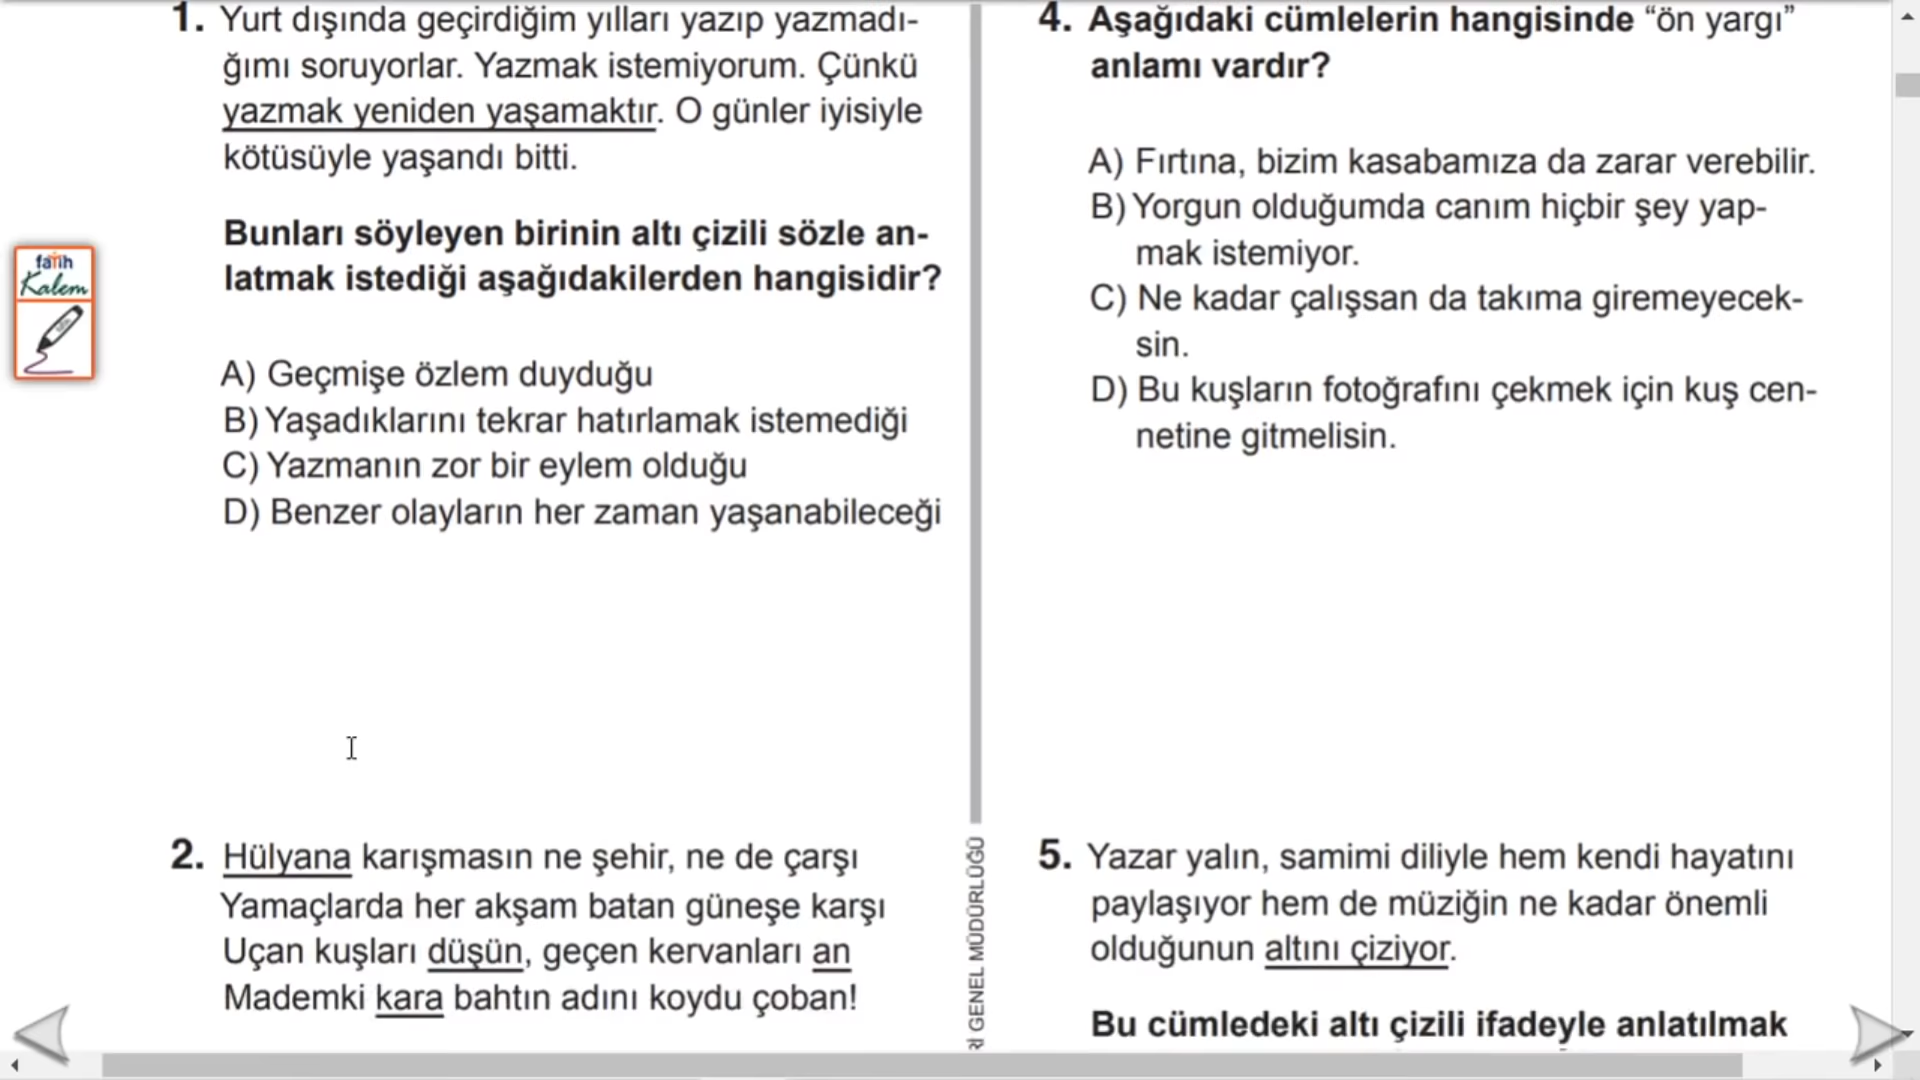 1. Yurt dışında geçirdiğim yılları yazıp yazmadı-
ğımı soruyorlar. Yazmak istemiyorum. Çünkü
yazmak yeniden yaşamaktır. O günler iyisiyle
kötüsüyle yaşandı bitti.
Bunları söyleyen birinin altı çizili sözle an-
latmak istediği aşağıdakilerden hangisidir?
A) Geçmişe özlem duyduğu
B) Yaşadıklarını tekrar hatırlamak istemediği
C) Yazmanın zor bir eylem olduğu
D) Benzer olayların her zaman yaşanabileceği
2. Hülyana karışmasın ne şehir, ne de çarşı
Yamaçlarda her akşam batan güneşe karşı
Uçan kuşları düşün, geçen kervanları an
Mademki kara bahtın adını koydu çoban!
4. Aşağıdaki cümlelerin hangisinde “ön yargı”
anlamı vardır?
A) Fırtına, bizim kasabamıza da zarar verebilir.
B) Yorgun olduğumda canım hiçbir şey yap-
mak istemiyor.
C) Ne kadar çalışsan da takıma giremeyecek-
sin.
D) Bu kuşların fotoğrafını çekmek için kuş cen-
netine gitmelisin.
5. Yazar yalın, samimi diliyle hem kendi hayatını
paylaşıyor hem de müziğin ne kadar önemli
olduğunun altını çiziyor.
Bu cümledeki altı çizili ifadeyle anlatılmak
GENEL MÜDÜRLÜĞÜ
fatih
Kalem